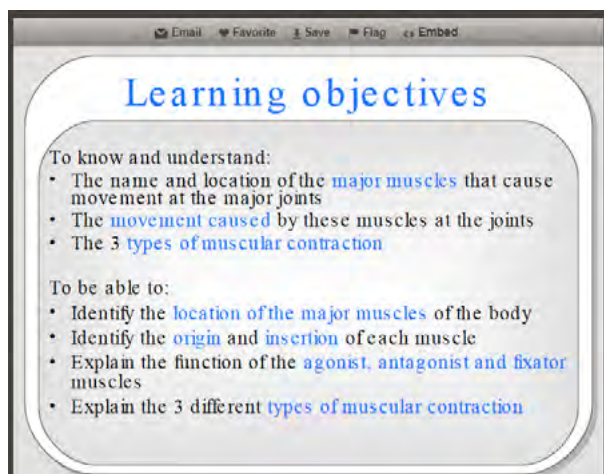 Email Favorite Save Flag Embed
Learning objectives
To know and understand:
• The name and location of the major muscles that cause
movement at the major joints
• The movement caused by these muscles at the joints
• The 3 types of muscular contraction
To be able to:
• Identify the location of the major muscles of the body
• Identify the origin and insertion of each muscle
• Explain the function of the agonist, antagonist and fixator
muscles
• Explain the 3 different types of muscular contraction